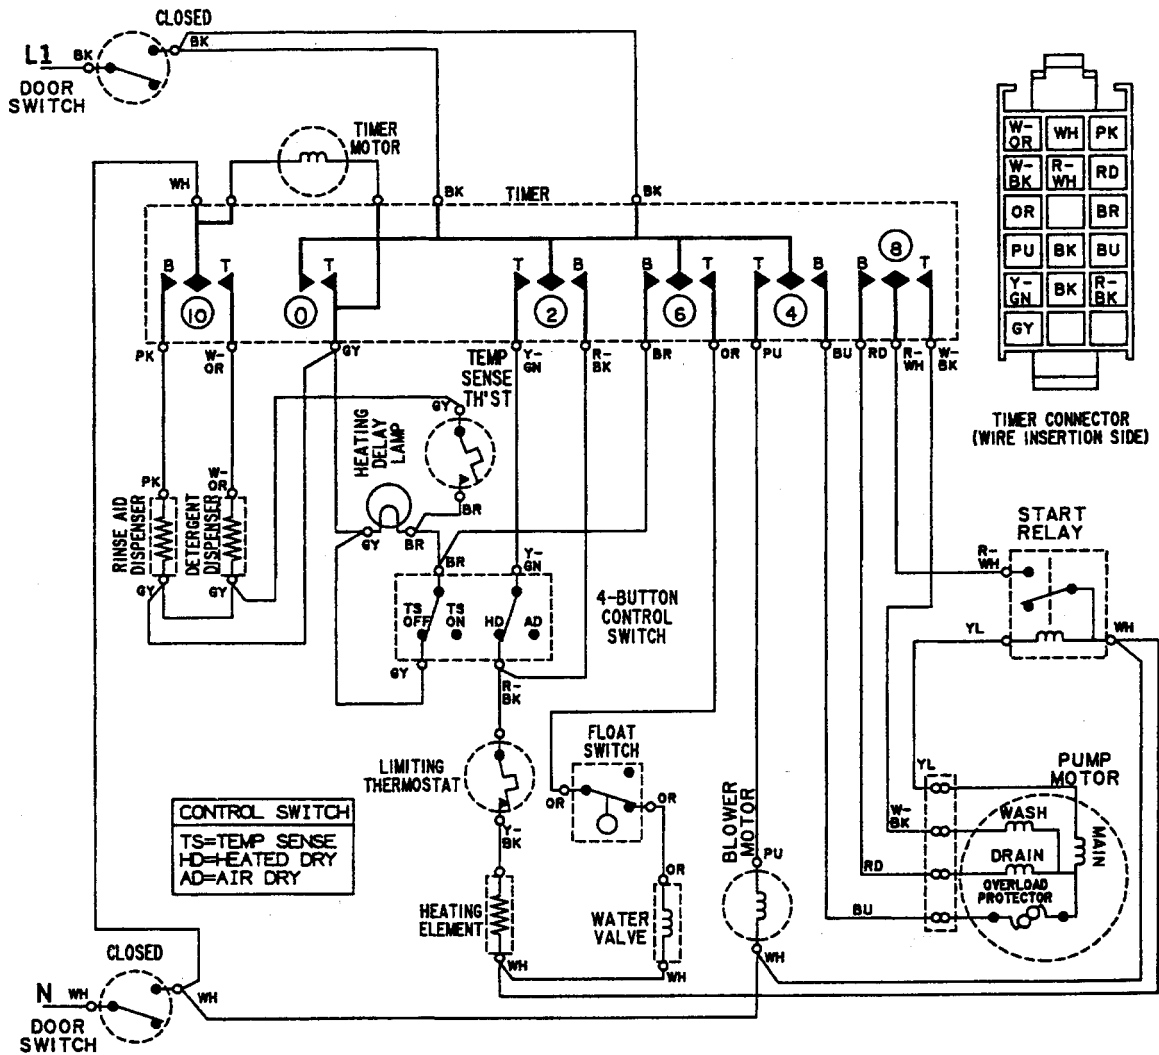 CLOSED
L1
BK
BK
DOOR
SWITCH
TIMER
MOTOR
WH
BK
TIMER
BK
B
T
T
T
B
B
T
T
B
B
8
T
10
0
2
6
4
PK
W-
OR
GY
Y-
GN
R-
BK
BR
OR
PU
BU
RD
R-
WH
W-
BK
W-
OR
WH
PK
W-
BK
R-
WH
RD
OR
BR
PU
BK
BU
Y-
GN
BK
R-
BK
GY
TIMER CONNECTOR
(WIRE INSERTION SIDE)
TEMP
SENSE
TH'ST
GY
HEATING
DELAY
LAMP
BR
GY
BR
PK
W-
OR
RINSE AID
DISPENSER
DETERGENT
DISPENSER
GY
GY
BR
Y-
GN
TS
OFF
TS
ON
HD
AD
4-BUTTON
CONTROL
SWITCH
GY
R-
BK
START
RELAY
R-
WH
YL
WH
LIMITING
THERMOSTAT
Y-
BK
FLOAT
SWITCH
OR
OR
OR
HEATING
ELEMENT
WH
WATER
VALVE
WH
BLOWER
MOTOR
PU
WH
YL
PUMP
MOTOR
W-
BK
WASH
MAIN
RD
DRAIN
OVERLOAD
PROTECTOR
BU
CONTROL SWITCH
TS=TEMP SENSE
HD=HEATED DRY
AD=AIR DRY
CLOSED
N
WH
WH
DOOR
SWITCH